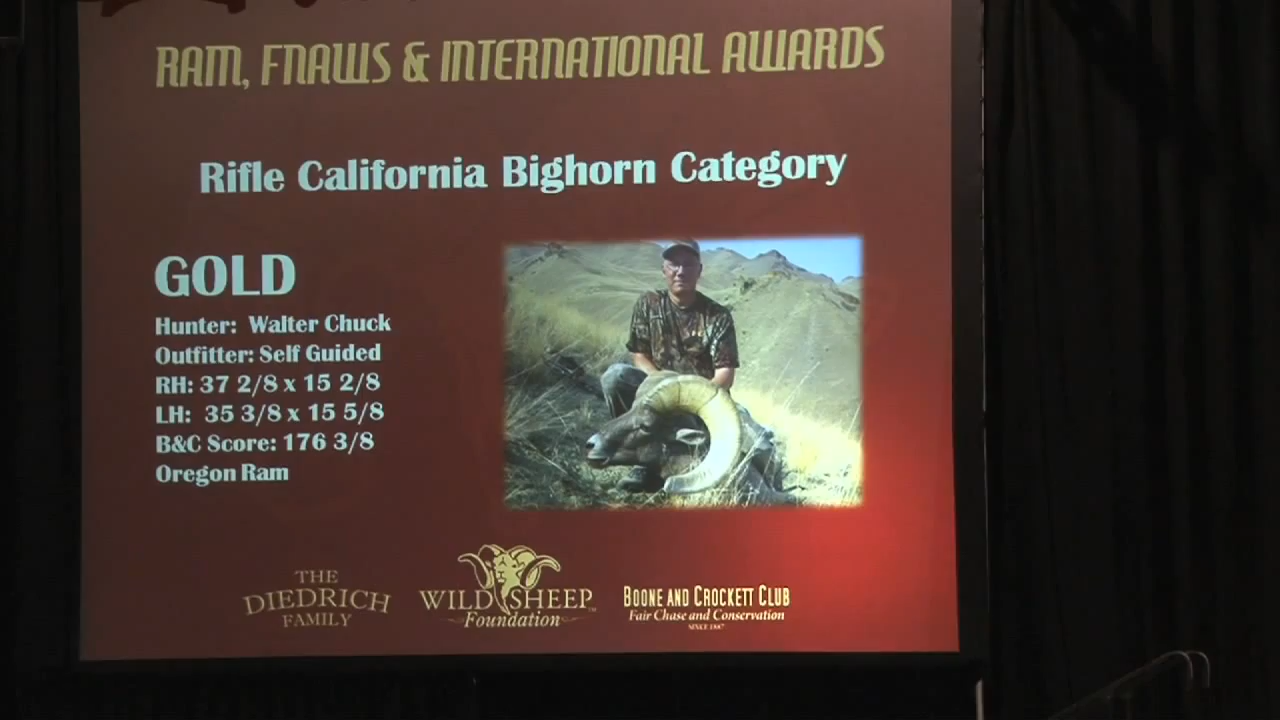 RAM, FNAWS & INTERNATIONAL AWARDS
Rifle California Bighorn Category
GOLD
Hunter: Walter Chuck
Outfitter: Self Guided
RH: 37 2/8 x 15 2/8
LH: 35 3/8 x 15 5/8
B&C Score: 176 3/8
Oregon Ram
THE
DIEDRICH
FAMILY
WILD SHEEP
Foundation
BOONE AND CROCKETT CLUB
Fair Chase and Conservation
SINCE 1887